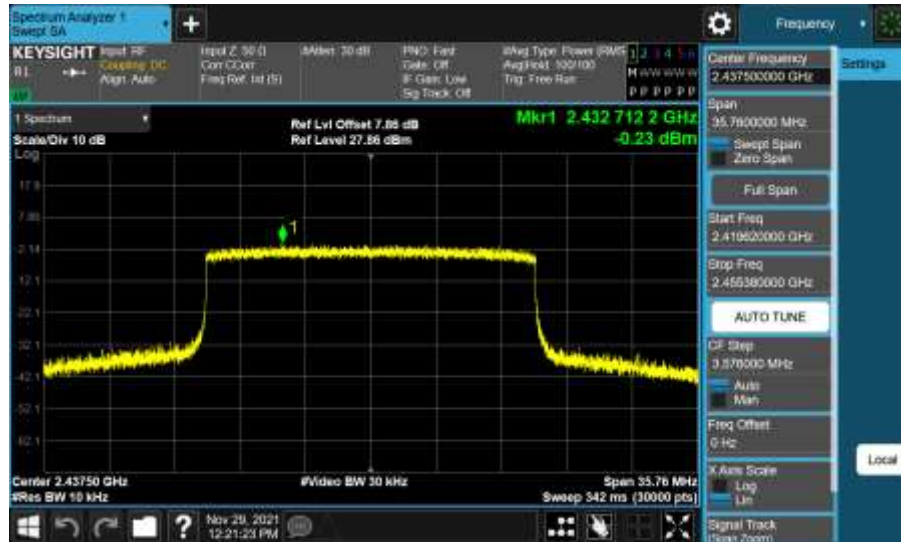 Spectrum Analyzer 1
Swept SA
Frequency
KEYSIGHT
Input: RF
Coupling: DC
Align: Auto
Input Z: 50 Ω
Corr CCorr
Freq Ref: Int (S)
#Atten: 30 dB
PNO: Fast
Gate: Off
IF Gain: Low
Sig Track: Off
#Avg Type: Power (RMS
Avg|Hold: 100/100
Trig: Free Run
1 2 3 4 5 6
M W W W W W
P P P P P P
Center Frequency
2.437500000 GHz
Settings
Span
35.7600000 MHz
Swept Span
Zero Span
Full Span
Start Freq
2.419620000 GHz
Stop Freq
2.455380000 GHz
AUTO TUNE
CF Step
3.576000 MHz
Auto
Man
Freq Offset
0 Hz
X Axis Scale
Log
Lin
Signal Track
(Span Zoom)
Local
1 Spectrum
Scale/Div 10 dB
Log
Ref Lvl Offset 7.86 dB
Ref Level 27.86 dBm
Mkr1 2.432 712 2 GHz
-0.23 dBm
17.9
7.86
-2.14
-12.1
-22.1
-32.1
-42.1
-52.1
-62.1
1
Center 2.43750 GHz
#Res BW 10 kHz
#Video BW 30 kHz
Span 35.76 MHz
Sweep 342 ms (30000 pts)
?
Nov 29, 2021
12:21:23 PM